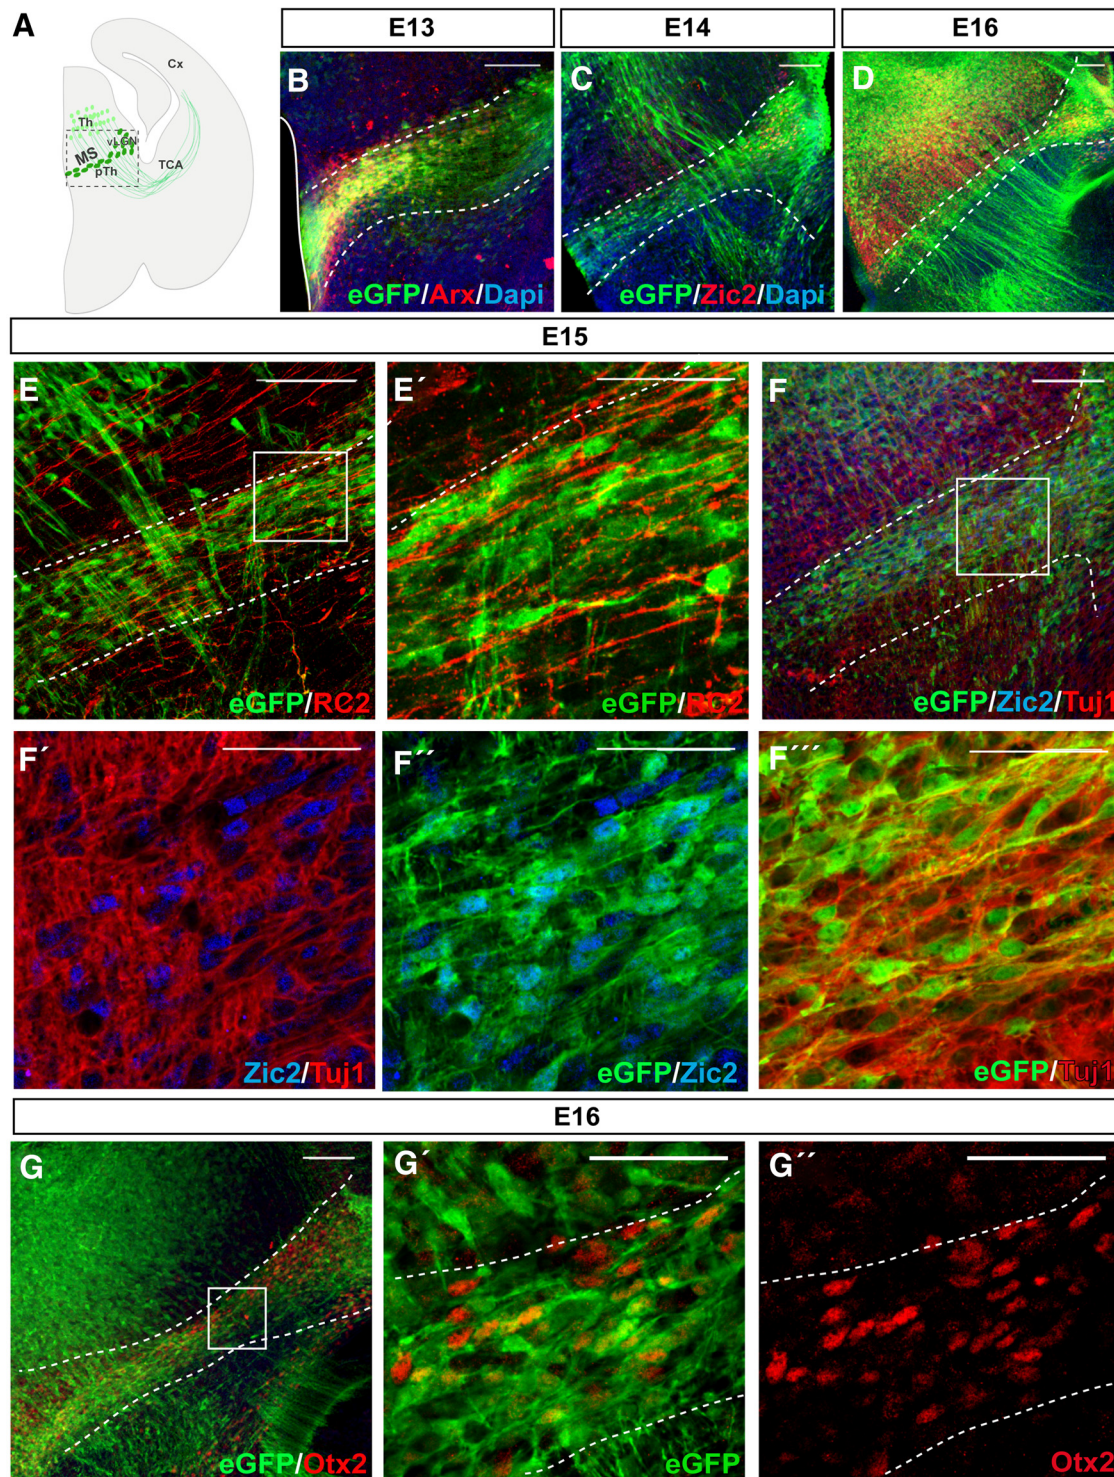 A
Cx
Th
vLGN
MS
pTh
TCA
E13
E14
E16
B
C
D
eGFP/Arx/Dapi
eGFP/Zic2/Dapi
E15
E
E´
F
eGFP/RC2
eGFP/RC2
eGFP/Zic2/Tuj1
F´
F´´
F´´´
Zic2/Tuj1
eGFP/Zic2
eGFP/Tuj1
E16
G
G´
G´´
eGFP/Otx2
eGFP
Otx2